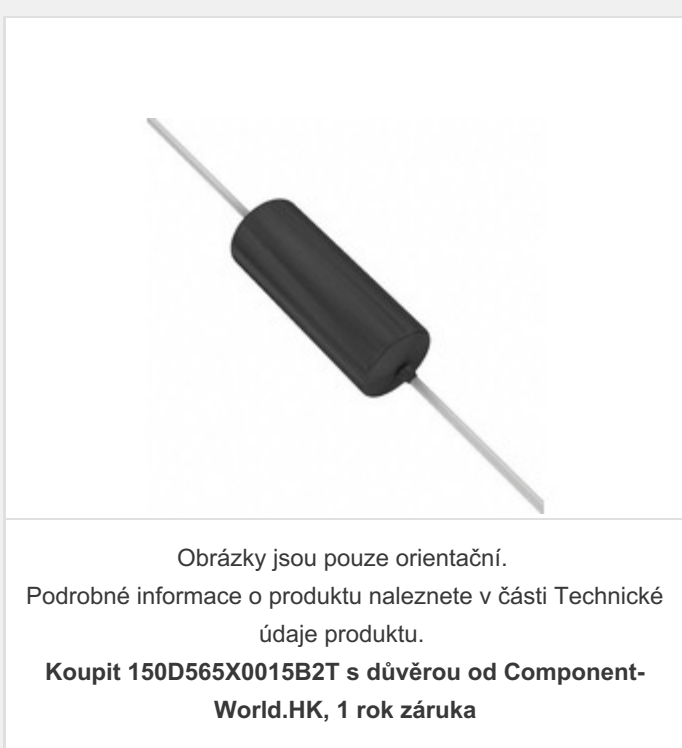 Obrázky jsou pouze orientační.
Podrobné informace o produktu naleznete v části Technické
údaje produktu.
Koupit 150D565X0015B2T s důvěrou od Component-
World.HK, 1 rok záruka